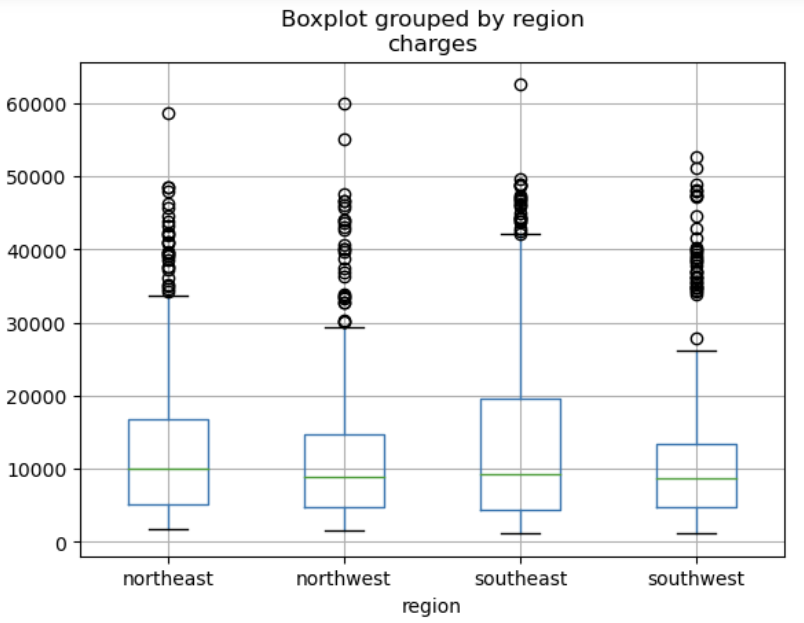 Boxplot grouped by region
charges
60000
50000
40000
30000
20000
10000
0
northeast northwest southeast southwest
region